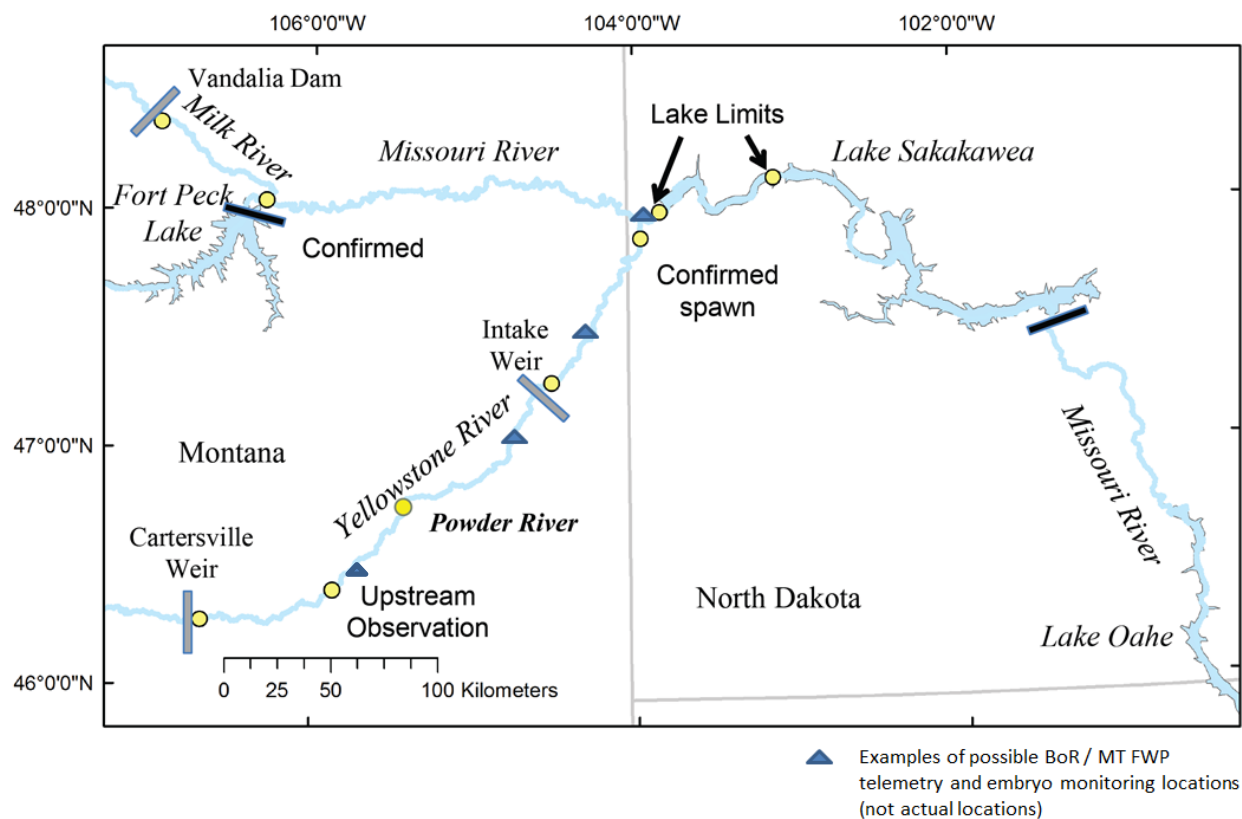 106°0'0"W
104°0'0"W
102°0'0"W
Vandalia Dam
Milk River
Lake Limits
Missouri River
Lake Sakakawea
Fort Peck
Lake
48°0'0"N
Confirmed
Confirmed
spawn
Intake
Weir
Yellowstone River
47°0'0"N
Montana
Missouri River
Powder River
Cartersville
Weir
Upstream
Observation
North Dakota
Lake Oahe
46°0'0"N
0 25 50 100 Kilometers
Examples of possible BoR / MT FWP
telemetry and embryo monitoring locations
(not actual locations)